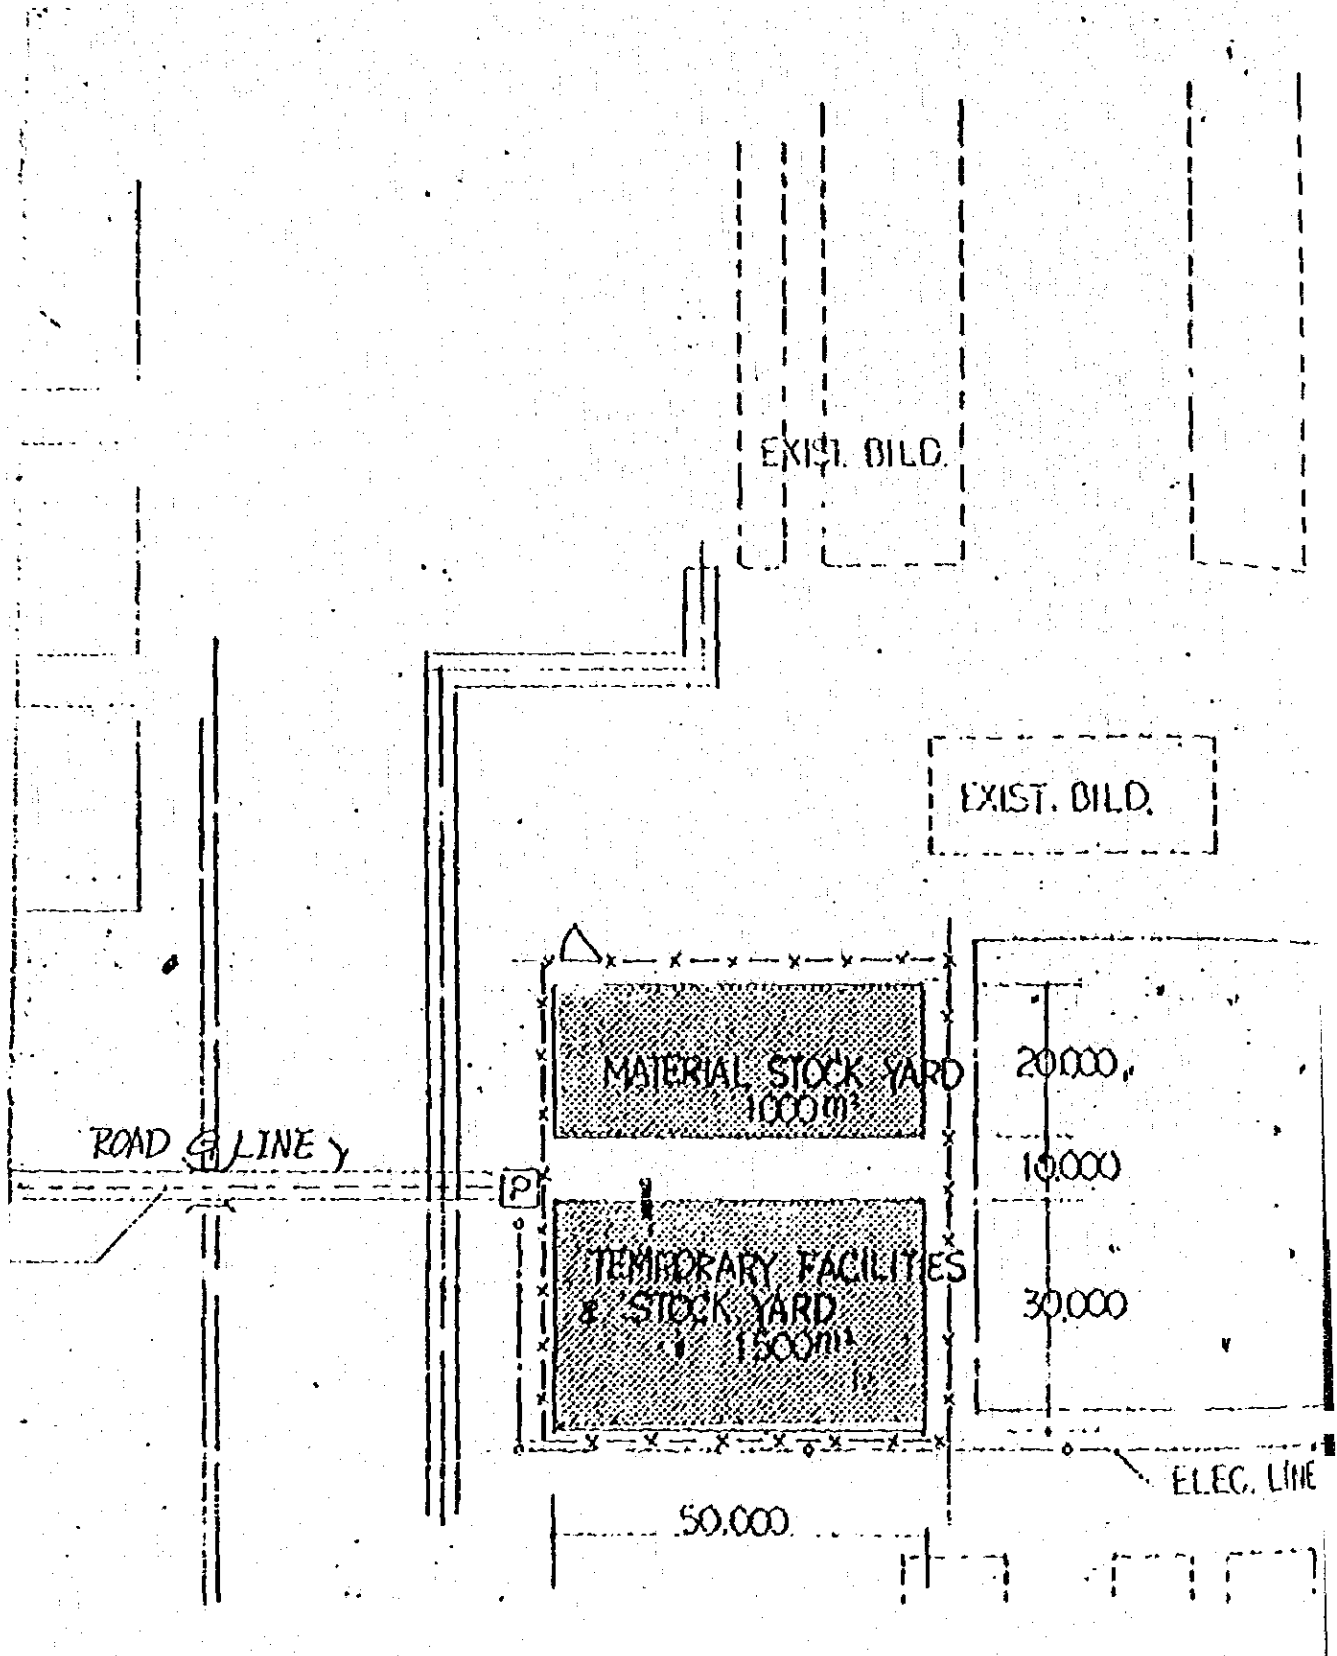 EXIST. BILD.
EXIST. BILD.
MATERIAL STOCK YARD
1000m²
20.000
ROAD ℄ LINE
10.000
P
TEMPORARY FACILITIES
& STOCK YARD
1500m²
30.000
ELEC. LINE
50.000